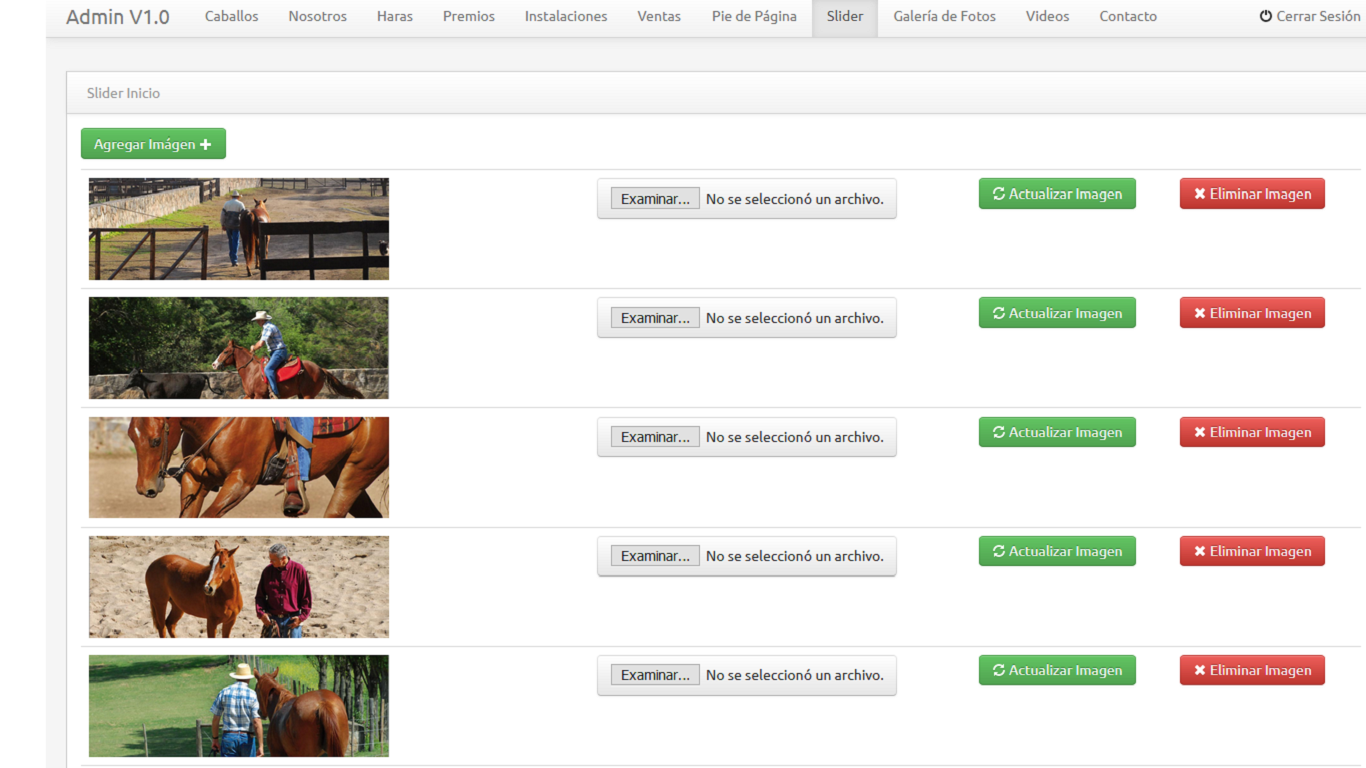 Admin V1.0 Caballos Nosotros Haras Premios Instalaciones Ventas Pie de Página Slider Galería de Fotos Videos Contacto Cerrar Sesión
Slider Inicio
Agregar Imágen
Examinar... No se seleccionó un archivo. Actualizar Imagen Eliminar Imagen
Examinar... No se seleccionó un archivo. Actualizar Imagen Eliminar Imagen
Examinar... No se seleccionó un archivo. Actualizar Imagen Eliminar Imagen
Examinar... No se seleccionó un archivo. Actualizar Imagen Eliminar Imagen
Examinar... No se seleccionó un archivo. Actualizar Imagen Eliminar Imagen